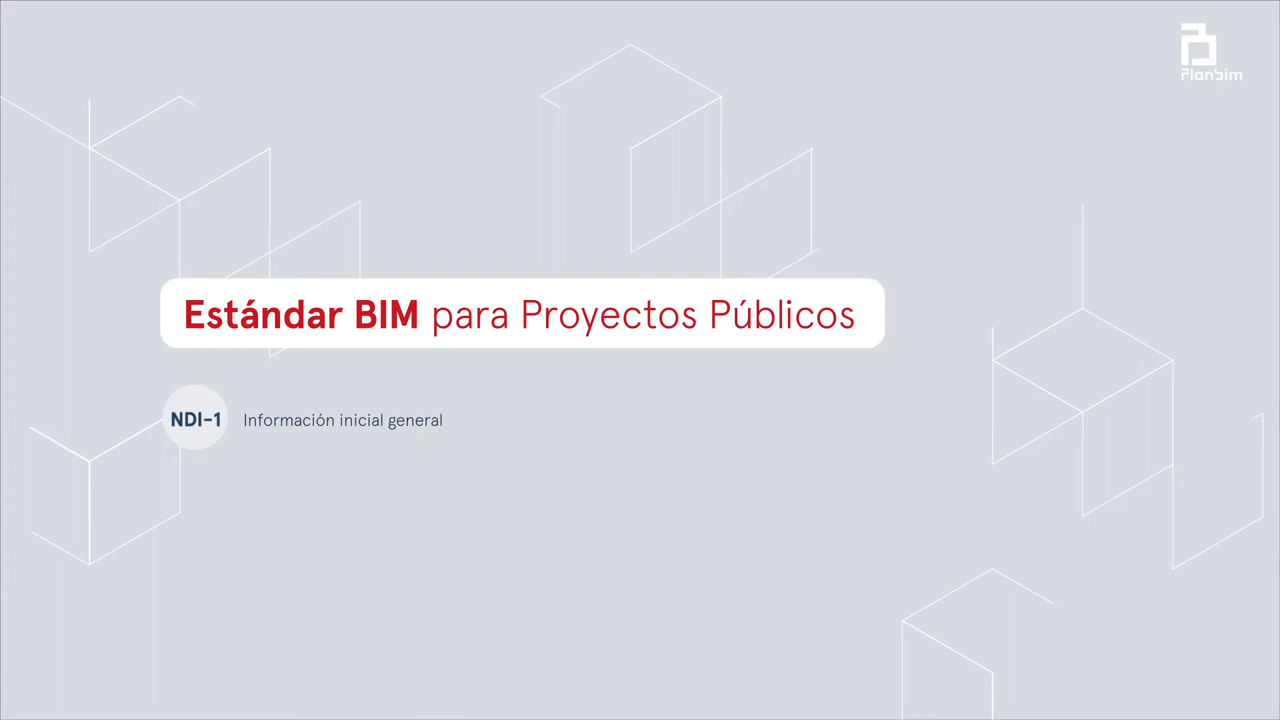 Planbim
Estándar BIM para Proyectos Públicos
NDI-1 Información inicial general